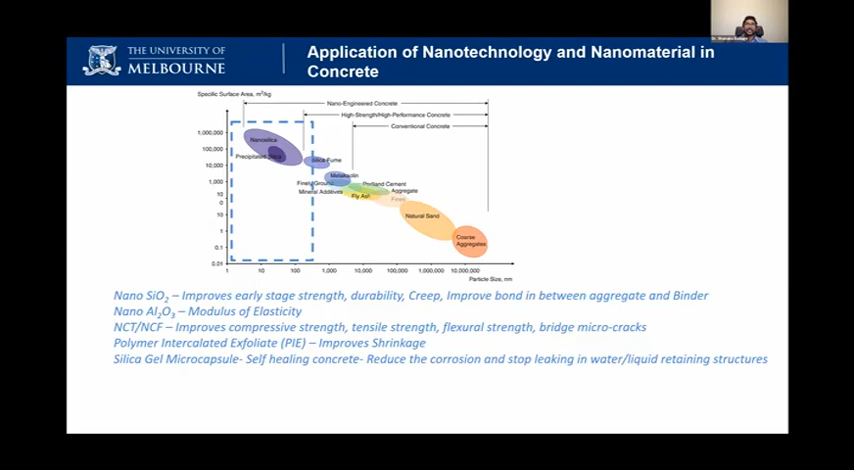 THE UNIVERSITY OF
MELBOURNE
Application of Nanotechnology and Nanomaterial in
Concrete
Specific Surface Area, m²/kg
Nano-Engineered Concrete
High-Strength/High-Performance Concrete
Conventional Concrete
1,000,000
100,000
10,000
1,000
10
0
10
1
0.1
0.01
Nanosilica
Precipitated Silica
Silica Fume
Metakaolin
Finely Ground
Mineral Additives
Portland Cement
Fly Ash
Aggregate
Fines
Natural Sand
Coarse
Aggregates
1 10 100 1,000 10,000 100,000 1,000,000 10,000,000
Particle Size, nm
Nano SiO₂ – Improves early stage strength, durability, Creep, Improve bond in between aggregate and Binder
Nano Al₂O₃ – Modulus of Elasticity
NCT/NCF – Improves compressive strength, tensile strength, flexural strength, bridge micro-cracks
Polymer Intercalated Exfoliate (PIE) – Improves Shrinkage
Silica Gel Microcapsule- Self healing concrete- Reduce the corrosion and stop leaking in water/liquid retaining structures